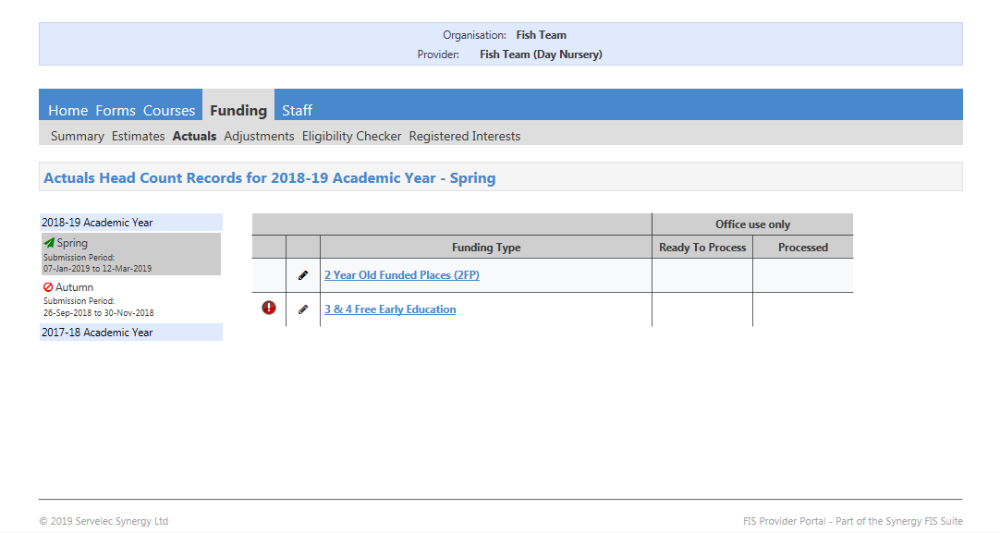 Organisation: Fish Team
Provider: Fish Team (Day Nursery)
Home Forms Courses Funding Staff
Summary Estimates Actuals Adjustments Eligibility Checker Registered Interests
Actuals Head Count Records for 2018-19 Academic Year - Spring
2018-19 Academic Year
Spring
Submission Period:
07-Jan-2019 to 12-Mar-2019
Autumn
Submission Period:
26-Sep-2018 to 30-Nov-2018
2017-18 Academic Year
Office use only
Funding Type Ready To Process Processed
2 Year Old Funded Places (2FP)
3 & 4 Free Early Education
© 2019 Servelec Synergy Ltd FIS Provider Portal - Part of the Synergy FIS Suite